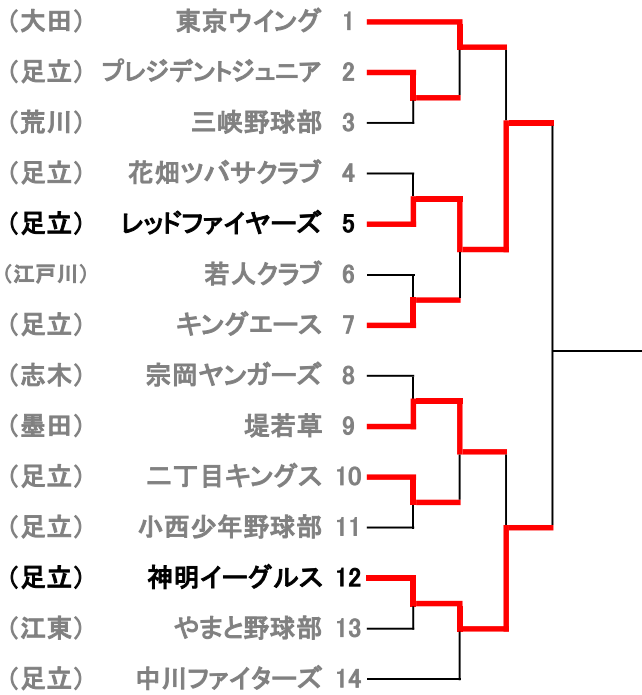 （大田） 東京ウイング 1
（足立） プレジデントジュニア 2
（荒川） 三峡野球部 3
（足立） 花畑ツバサクラブ 4
（足立） レッドファイヤーズ 5
（江戸川） 若人クラブ 6
（足立） キングエース 7
（志木） 宗岡ヤンガーズ 8
（墨田） 堤若草 9
（足立） 二丁目キングス 10
（足立） 小西少年野球部 11
（足立） 神明イーグルス 12
（江東） やまと野球部 13
（足立） 中川ファイターズ 14